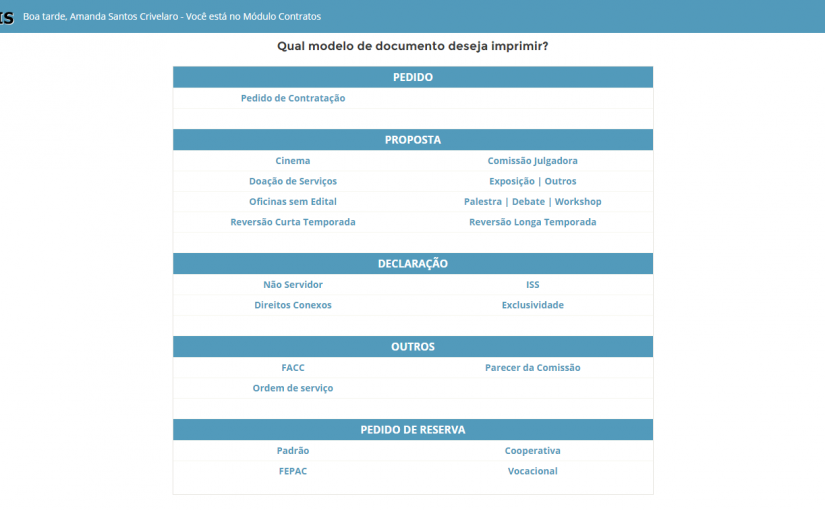 Boa tarde, Amanda Santos Crivelaro - Você está no Módulo Contratos
Qual modelo de documento deseja imprimir?
PEDIDO
Pedido de Contratação
PROPOSTA
Cinema Comissão Julgadora
Doação de Serviços Exposição | Outros
Oficinas sem Edital Palestra | Debate | Workshop
Reversão Curta Temporada Reversão Longa Temporada
DECLARAÇÃO
Não Servidor ISS
Direitos Conexos Exclusividade
OUTROS
FACC Parecer da Comissão
Ordem de serviço
PEDIDO DE RESERVA
Padrão Cooperativa
FEPAC Vocacional